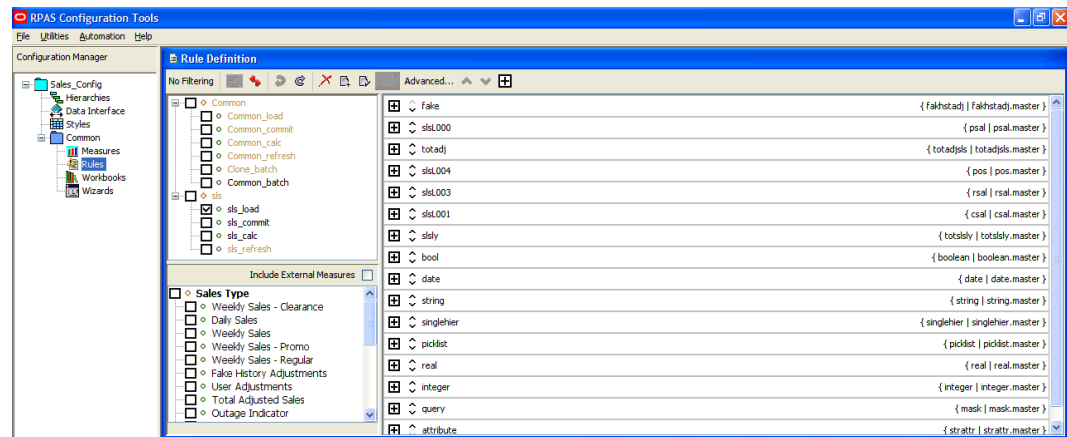 RPAS Configuration Tools
File Utilities Automation Help
Configuration Manager
Sales_Config
Hierarchies
Data Interface
Styles
Common
Measures
Rules
Workbooks
Wizards
Rule Definition
No Filtering
Advanced...
Common
Common_load
Common_commit
Common_calc
Common_refresh
Clone_batch
Common_batch
sls
sls_load
sls_commit
sls_calc
sls_refresh
Include External Measures
Sales Type
Weekly Sales - Clearance
Daily Sales
Weekly Sales
Weekly Sales - Promo
Weekly Sales - Regular
Fake History Adjustments
User Adjustments
Total Adjusted Sales
Outage Indicator
fake { fakhstadj | fakhstadj.master }
slsL000 { psal | psal.master }
totadj { totadjsls | totadjsls.master }
slsL004 { pos | pos.master }
slsL003 { rsal | rsal.master }
slsL001 { csal | csal.master }
slsly { totslsly | totslsly.master }
bool { boolean | boolean.master }
date { date | date.master }
string { string | string.master }
singlehier { singlehier | singlehier.master }
picklist { picklist | picklist.master }
real { real | real.master }
integer { integer | integer.master }
query { mask | mask.master }
attribute { strattr | strattr.master }